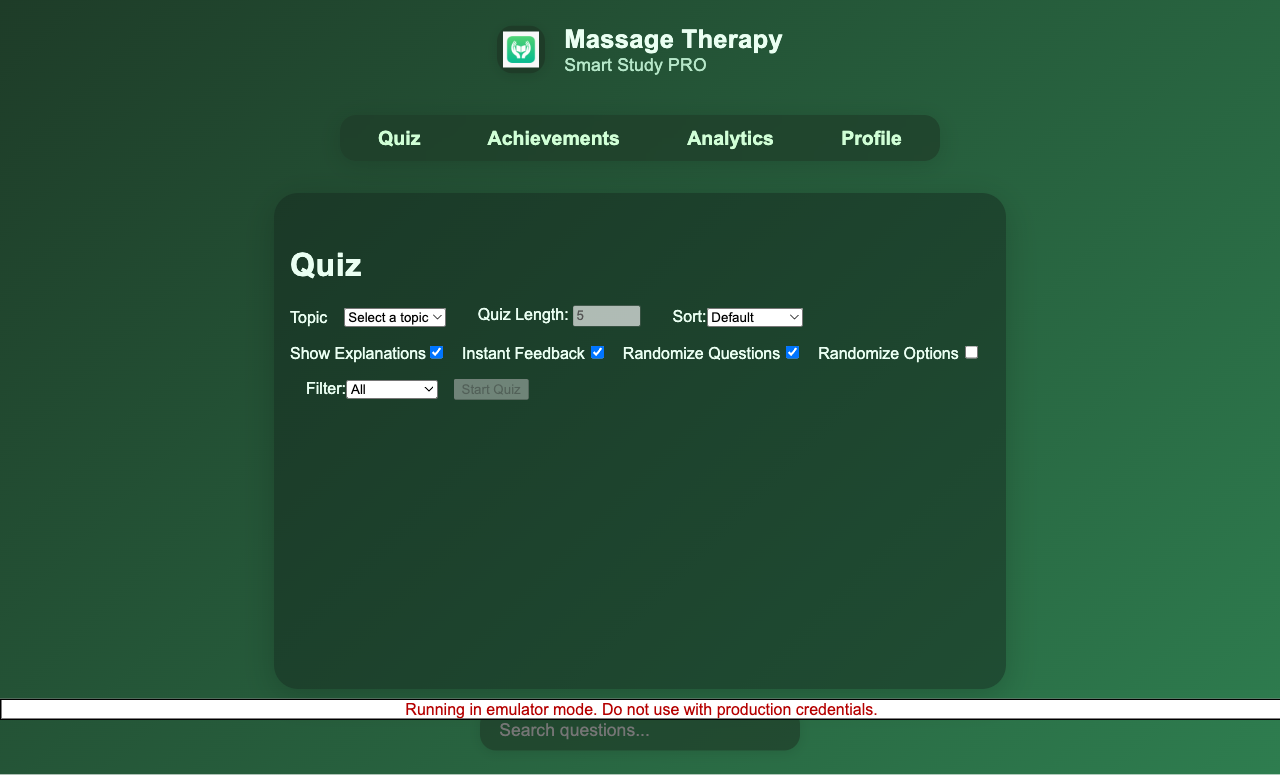 Massage Therapy
Smart Study PRO
Quiz Achievements Analytics Profile
Quiz
Topic Select a topic Quiz Length: 5 Sort: Default
Show Explanations Instant Feedback Randomize Questions Randomize Options
Filter: All Start Quiz
Running in emulator mode. Do not use with production credentials.
Search questions...